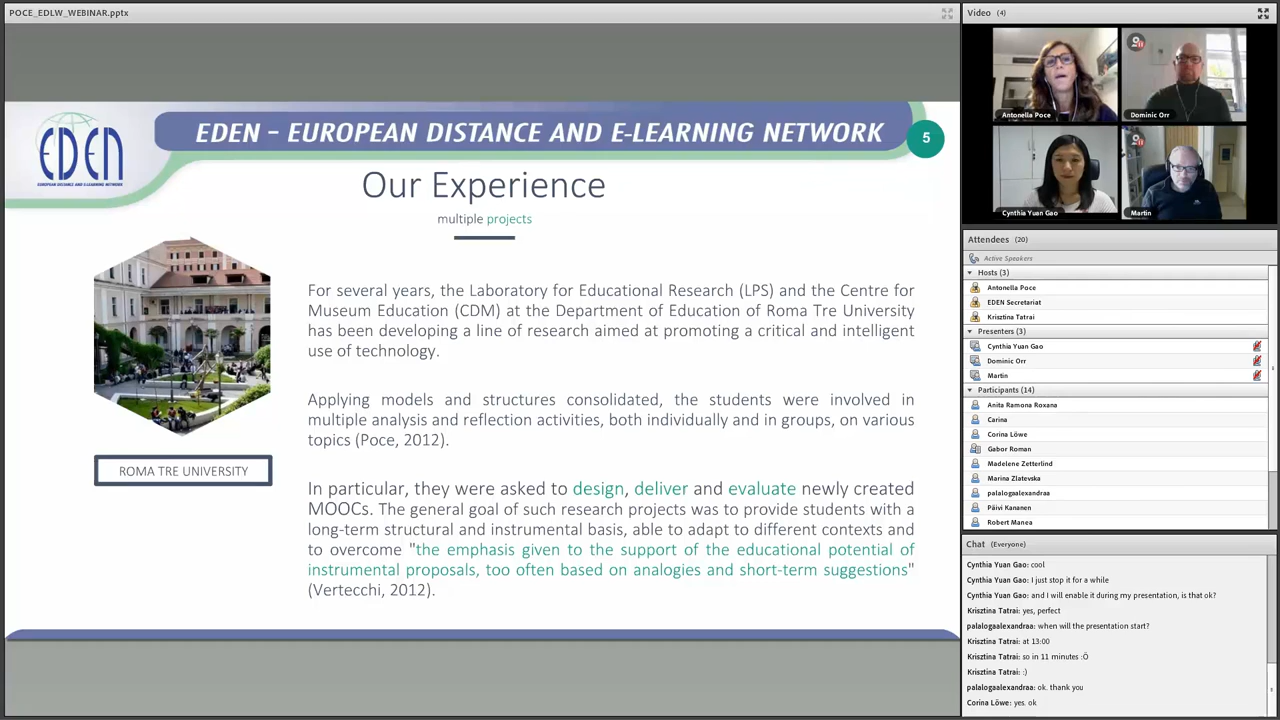 POCE_EDLW_WEBINAR.pptx
EDEN
EUROPEAN DISTANCE AND E-LEARNING NETWORK
EDEN – EUROPEAN DISTANCE AND E-LEARNING NETWORK
5
Our Experience
multiple projects
For several years, the Laboratory for Educational Research (LPS) and the Centre for
Museum Education (CDM) at the Department of Education of Roma Tre University
has been developing a line of research aimed at promoting a critical and intelligent
use of technology.
Applying models and structures consolidated, the students were involved in
multiple analysis and reflection activities, both individually and in groups, on various
topics (Poce, 2012).
ROMA TRE UNIVERSITY
In particular, they were asked to design, deliver and evaluate newly created
MOOCs. The general goal of such research projects was to provide students with a
long-term structural and instrumental basis, able to adapt to different contexts and
to overcome "the emphasis given to the support of the educational potential of
instrumental proposals, too often based on analogies and short-term suggestions"
(Vertecchi, 2012).
Video (4)
Antonella Poce
Dominic Orr
Cynthia Yuan Gao
Martin
Attendees (20)
Active Speakers
Hosts (3)
Antonella Poce
EDEN Secretariat
Krisztina Tatrai
Presenters (3)
Cynthia Yuan Gao
Dominic Orr
Martin
Participants (14)
Anita Ramona Roxana
Carina
Corina Löwe
Gabor Roman
Madelene Zetterlind
Marina Zlatevska
palalogaalexandraa
Päivi Kananen
Robert Manea
Chat (Everyone)
Cynthia Yuan Gao: cool
Cynthia Yuan Gao: I just stop it for a while
Cynthia Yuan Gao: and I will enable it during my presentation, is that ok?
Krisztina Tatrai: yes, perfect
palalogaalexandraa: when will the presentation start?
Krisztina Tatrai: at 13:00
Krisztina Tatrai: so in 11 minutes :Ö
Krisztina Tatrai: :)
palalogaalexandraa: ok. thank you
Corina Löwe: yes. ok